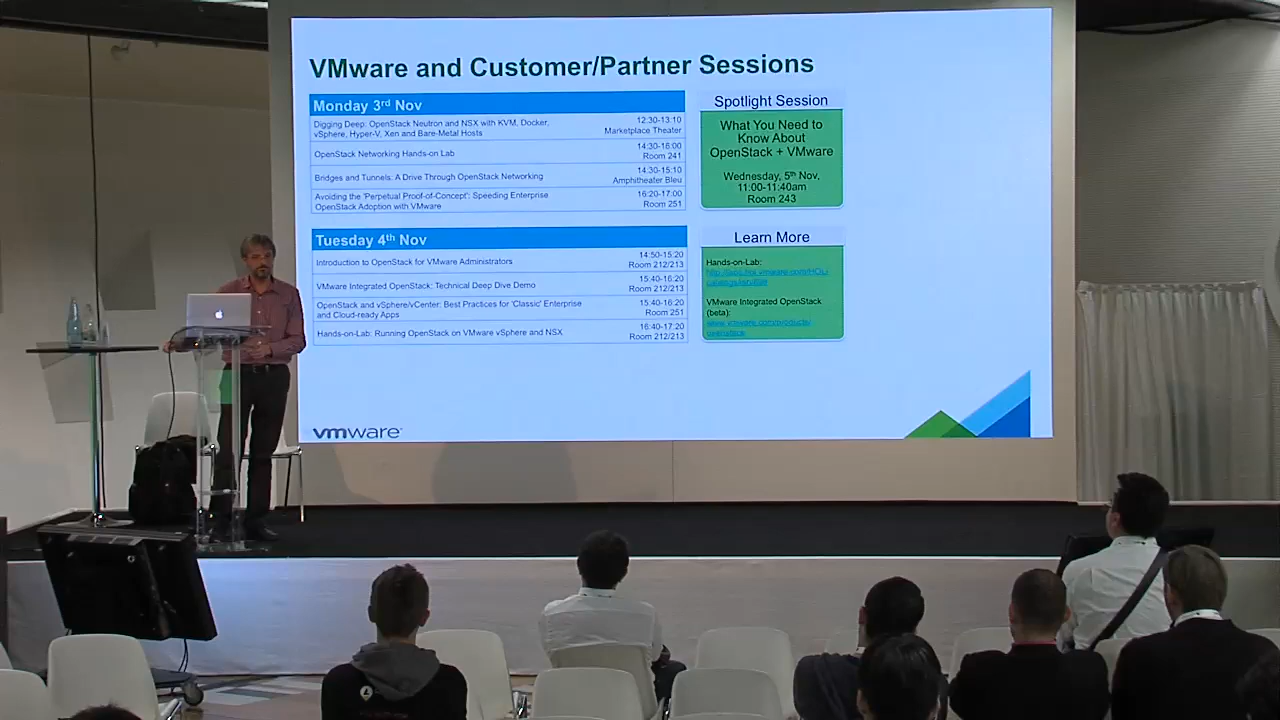 VMware and Customer/Partner Sessions
Monday 3rd Nov
Digging Deep: OpenStack Neutron and NSX with KVM, Docker,
vSphere, Hyper-V, Xen and Bare-Metal Hosts
12:30-13:10
Marketplace Theater
OpenStack Networking Hands-on Lab
14:30-16:00
Room 241
Bridges and Tunnels: A Drive Through OpenStack Networking
14:30-15:10
Amphitheater Bleu
Avoiding the 'Perpetual Proof-of-Concept': Speeding Enterprise
OpenStack Adoption with VMware
16:20-17:00
Room 251
Tuesday 4th Nov
Introduction to OpenStack for VMware Administrators
14:50-15:20
Room 212/213
VMware Integrated OpenStack: Technical Deep Dive Demo
15:40-16:20
Room 212/213
OpenStack and vSphere/vCenter: Best Practices for 'Classic' Enterprise
and Cloud-ready Apps
15:40-16:20
Room 251
Hands-on-Lab: Running OpenStack on VMware vSphere and NSX
16:40-17:20
Room 212/213
Spotlight Session
What You Need to
Know About
OpenStack + VMware
Wednesday, 5th Nov,
11:00-11:40am
Room 243
Learn More
Hands-on-Lab:
VMware Integrated OpenStack
(beta):
www.vmware.com/products/
openstack
vmware